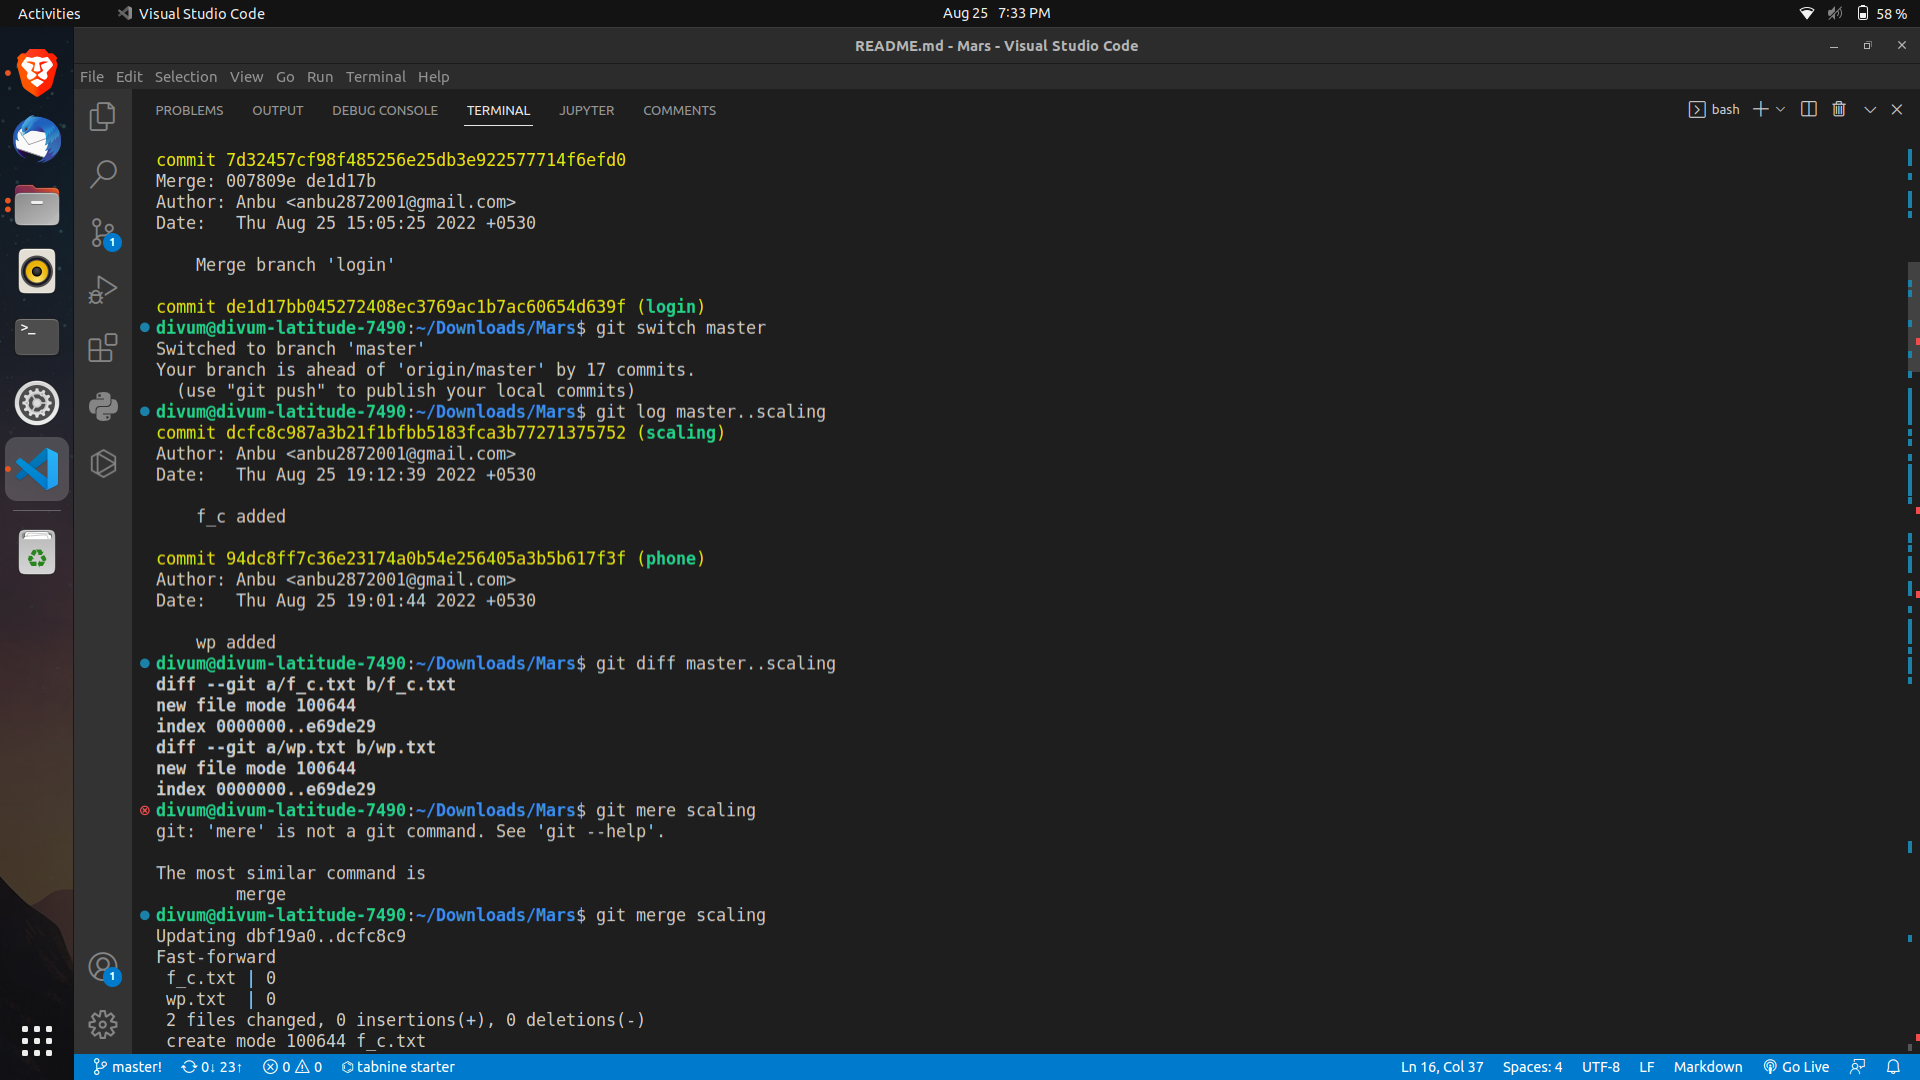 Activities Visual Studio Code Aug 25 7:33 PM 58 %
README.md - Mars - Visual Studio Code
File Edit Selection View Go Run Terminal Help
PROBLEMS OUTPUT DEBUG CONSOLE TERMINAL JUPYTER COMMENTS bash
commit 7d32457cf98f485256e25db3e922577714f6efd0
Merge: 007809e de1d17b
Author: Anbu <anbu2872001@gmail.com>
Date:   Thu Aug 25 15:05:25 2022 +0530
Merge branch 'login'
commit de1d17bb045272408ec3769ac1b7ac60654d639f (login)
divum@divum-latitude-7490:~/Downloads/Mars$ git switch master
Switched to branch 'master'
Your branch is ahead of 'origin/master' by 17 commits.
(use "git push" to publish your local commits)
divum@divum-latitude-7490:~/Downloads/Mars$ git log master..scaling
commit dcfc8c987a3b21f1bfbb5183fca3b77271375752 (scaling)
Author: Anbu <anbu2872001@gmail.com>
Date:   Thu Aug 25 19:12:39 2022 +0530
f_c added
commit 94dc8ff7c36e23174a0b54e256405a3b5b617f3f (phone)
Author: Anbu <anbu2872001@gmail.com>
Date:   Thu Aug 25 19:01:44 2022 +0530
wp added
divum@divum-latitude-7490:~/Downloads/Mars$ git diff master..scaling
diff --git a/f_c.txt b/f_c.txt
new file mode 100644
index 0000000..e69de29
diff --git a/wp.txt b/wp.txt
new file mode 100644
index 0000000..e69de29
divum@divum-latitude-7490:~/Downloads/Mars$ git mere scaling
git: 'mere' is not a git command. See 'git --help'.
The most similar command is
merge
divum@divum-latitude-7490:~/Downloads/Mars$ git merge scaling
Updating dbf19a0..dcfc8c9
Fast-forward
f_c.txt | 0
wp.txt  | 0
2 files changed, 0 insertions(+), 0 deletions(-)
create mode 100644 f_c.txt
master! 0↓ 23↑ 0 0 tabnine starter Ln 16, Col 37 Spaces: 4 UTF-8 LF Markdown Go Live